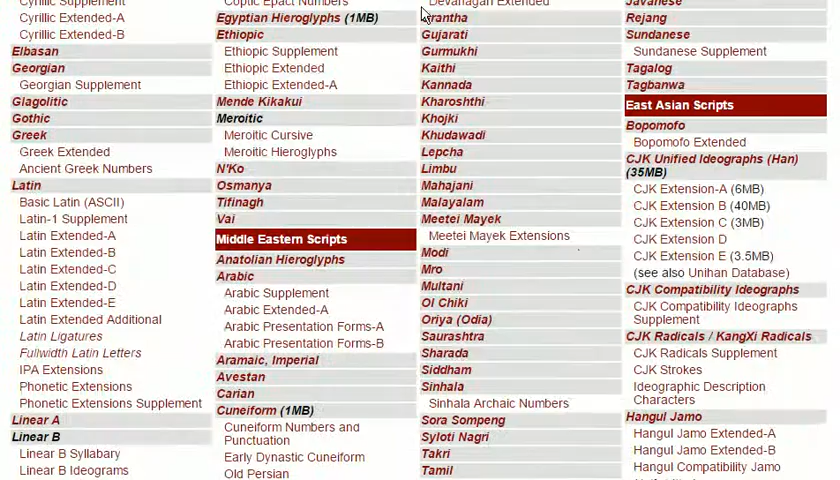 Cyrillic Supplement
Cyrillic Extended-A
Cyrillic Extended-B
Elbasan
Georgian
Georgian Supplement
Glagolitic
Gothic
Greek
Greek Extended
Ancient Greek Numbers
Latin
Basic Latin (ASCII)
Latin-1 Supplement
Latin Extended-A
Latin Extended-B
Latin Extended-C
Latin Extended-D
Latin Extended-E
Latin Extended Additional
Latin Ligatures
Fullwidth Latin Letters
IPA Extensions
Phonetic Extensions
Phonetic Extensions Supplement
Linear A
Linear B
Linear B Syllabary
Linear B Ideograms
Coptic Epact Numbers
Egyptian Hieroglyphs (1MB)
Ethiopic
Ethiopic Supplement
Ethiopic Extended
Ethiopic Extended-A
Mende Kikakui
Meroitic
Meroitic Cursive
Meroitic Hieroglyphs
N'Ko
Osmanya
Tifinagh
Vai
Middle Eastern Scripts
Anatolian Hieroglyphs
Arabic
Arabic Supplement
Arabic Extended-A
Arabic Presentation Forms-A
Arabic Presentation Forms-B
Aramaic, Imperial
Avestan
Carian
Cuneiform (1MB)
Cuneiform Numbers and
Punctuation
Early Dynastic Cuneiform
Old Persian
Devanagari Extended
Grantha
Gujarati
Gurmukhi
Kaithi
Kannada
Kharoshthi
Khojki
Khudawadi
Lepcha
Limbu
Mahajani
Malayalam
Meetei Mayek
Meetei Mayek Extensions
Modi
Mro
Multani
Ol Chiki
Oriya (Odia)
Saurashtra
Sharada
Siddham
Sinhala
Sinhala Archaic Numbers
Sora Sompeng
Syloti Nagri
Takri
Tamil
Javanese
Rejang
Sundanese
Sundanese Supplement
Tagalog
Tagbanwa
East Asian Scripts
Bopomofo
Bopomofo Extended
CJK Unified Ideographs (Han)
(35MB)
CJK Extension-A (6MB)
CJK Extension B (40MB)
CJK Extension C (3MB)
CJK Extension D
CJK Extension E (3.5MB)
(see also Unihan Database)
CJK Compatibility Ideographs
CJK Compatibility Ideographs
Supplement
CJK Radicals / KangXi Radicals
CJK Radicals Supplement
CJK Strokes
Ideographic Description
Characters
Hangul Jamo
Hangul Jamo Extended-A
Hangul Jamo Extended-B
Hangul Compatibility Jamo